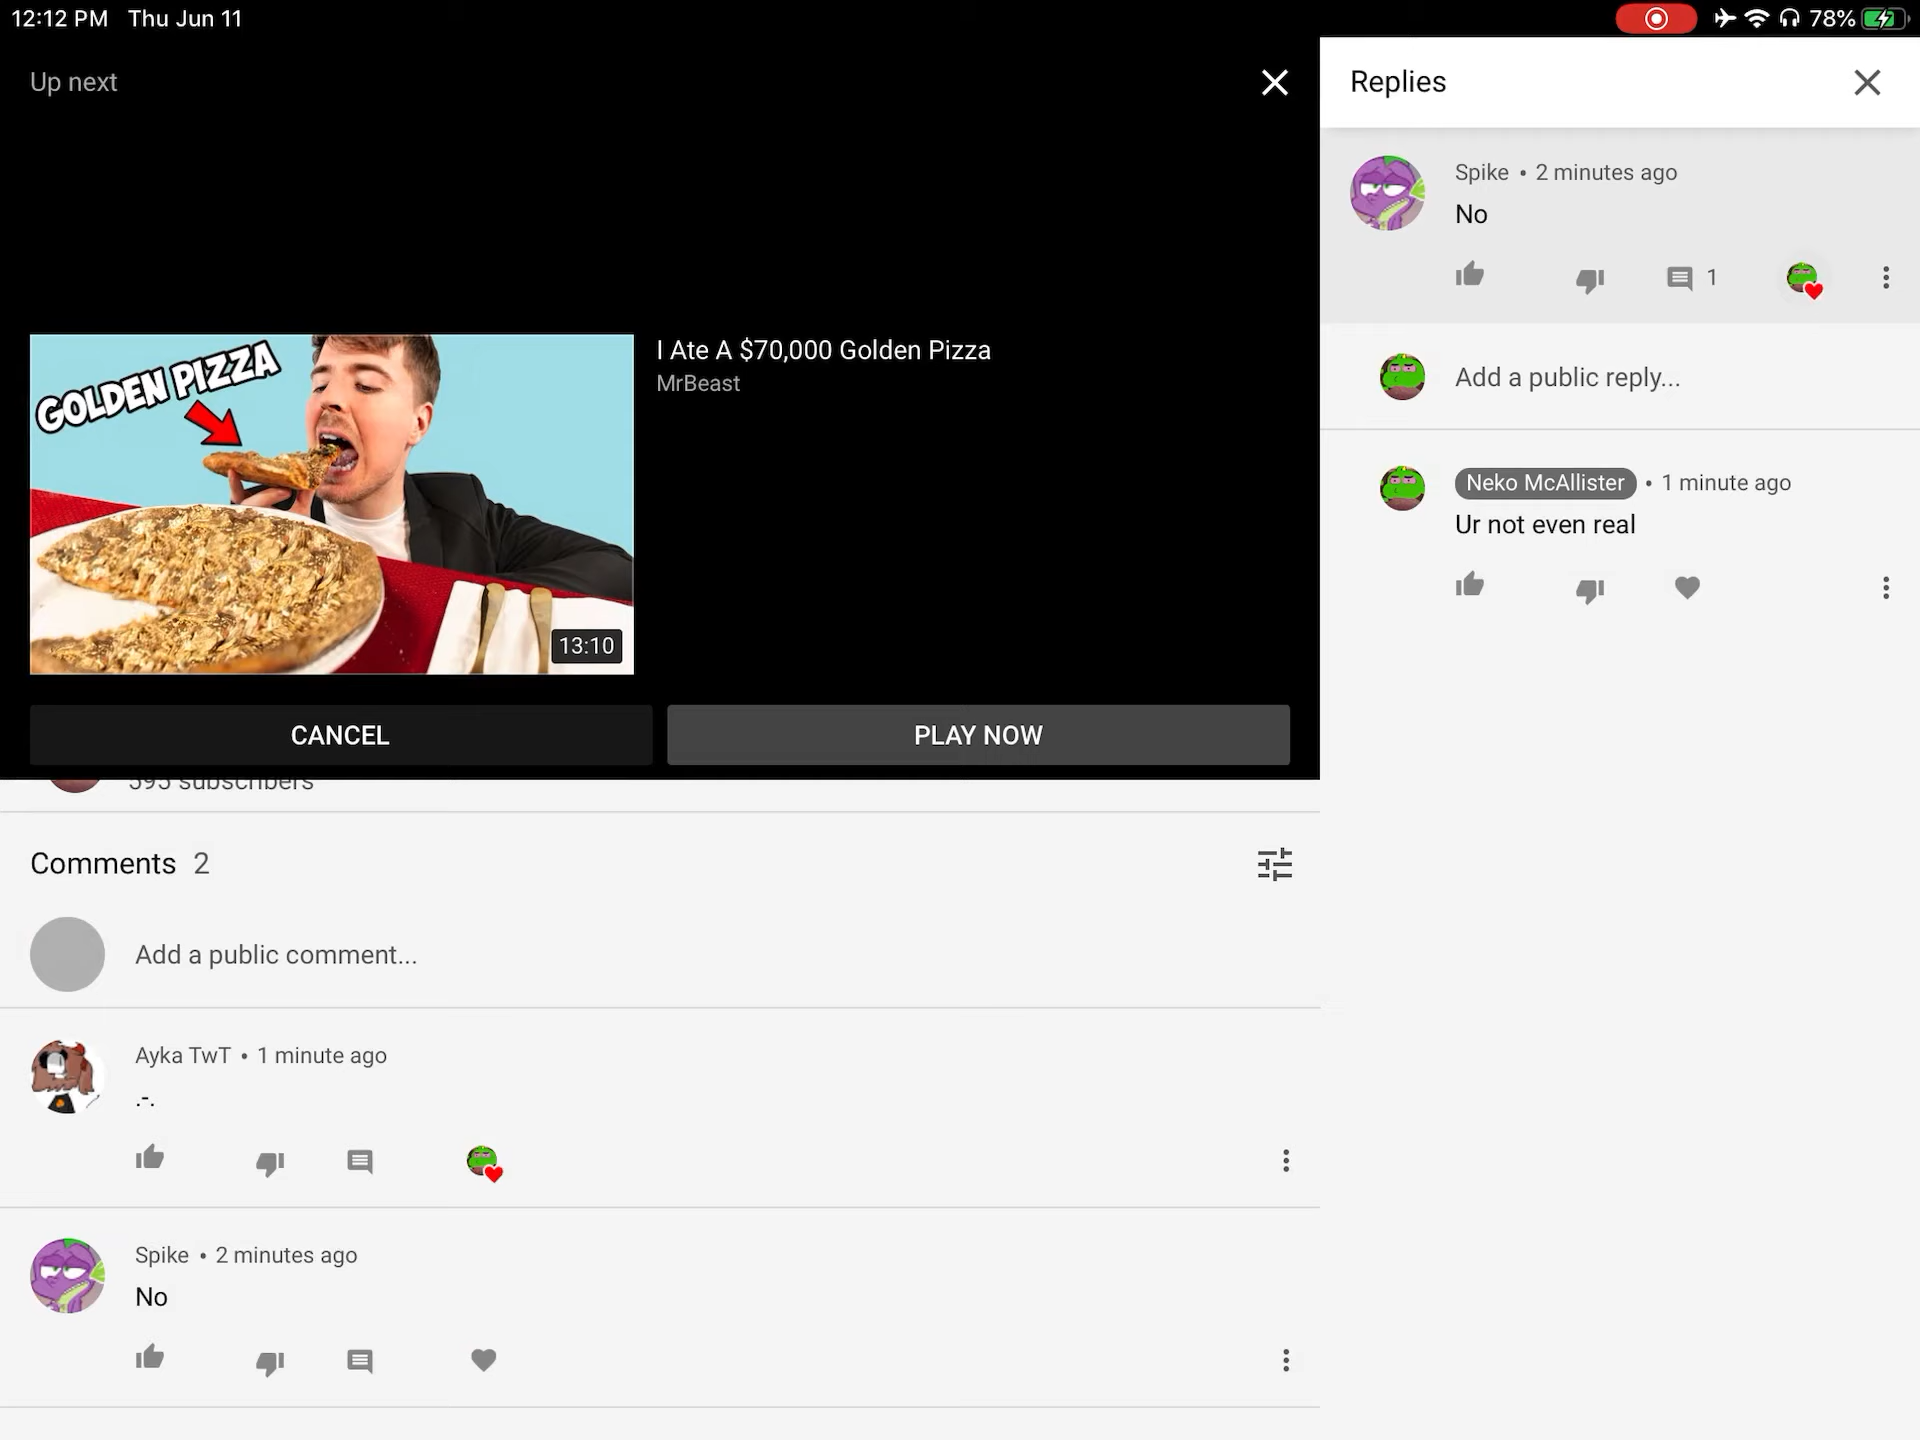 12:12 PM Thu Jun 11
78%
Up next
GOLDEN PIZZA
13:10
I Ate A $70,000 Golden Pizza
MrBeast
CANCEL
PLAY NOW
595 subscribers
Comments 2
Add a public comment...
Ayka TwT • 1 minute ago
.-.
Spike • 2 minutes ago
No
Replies
Spike • 2 minutes ago
No
1
Add a public reply...
Neko McAllister • 1 minute ago
Ur not even real